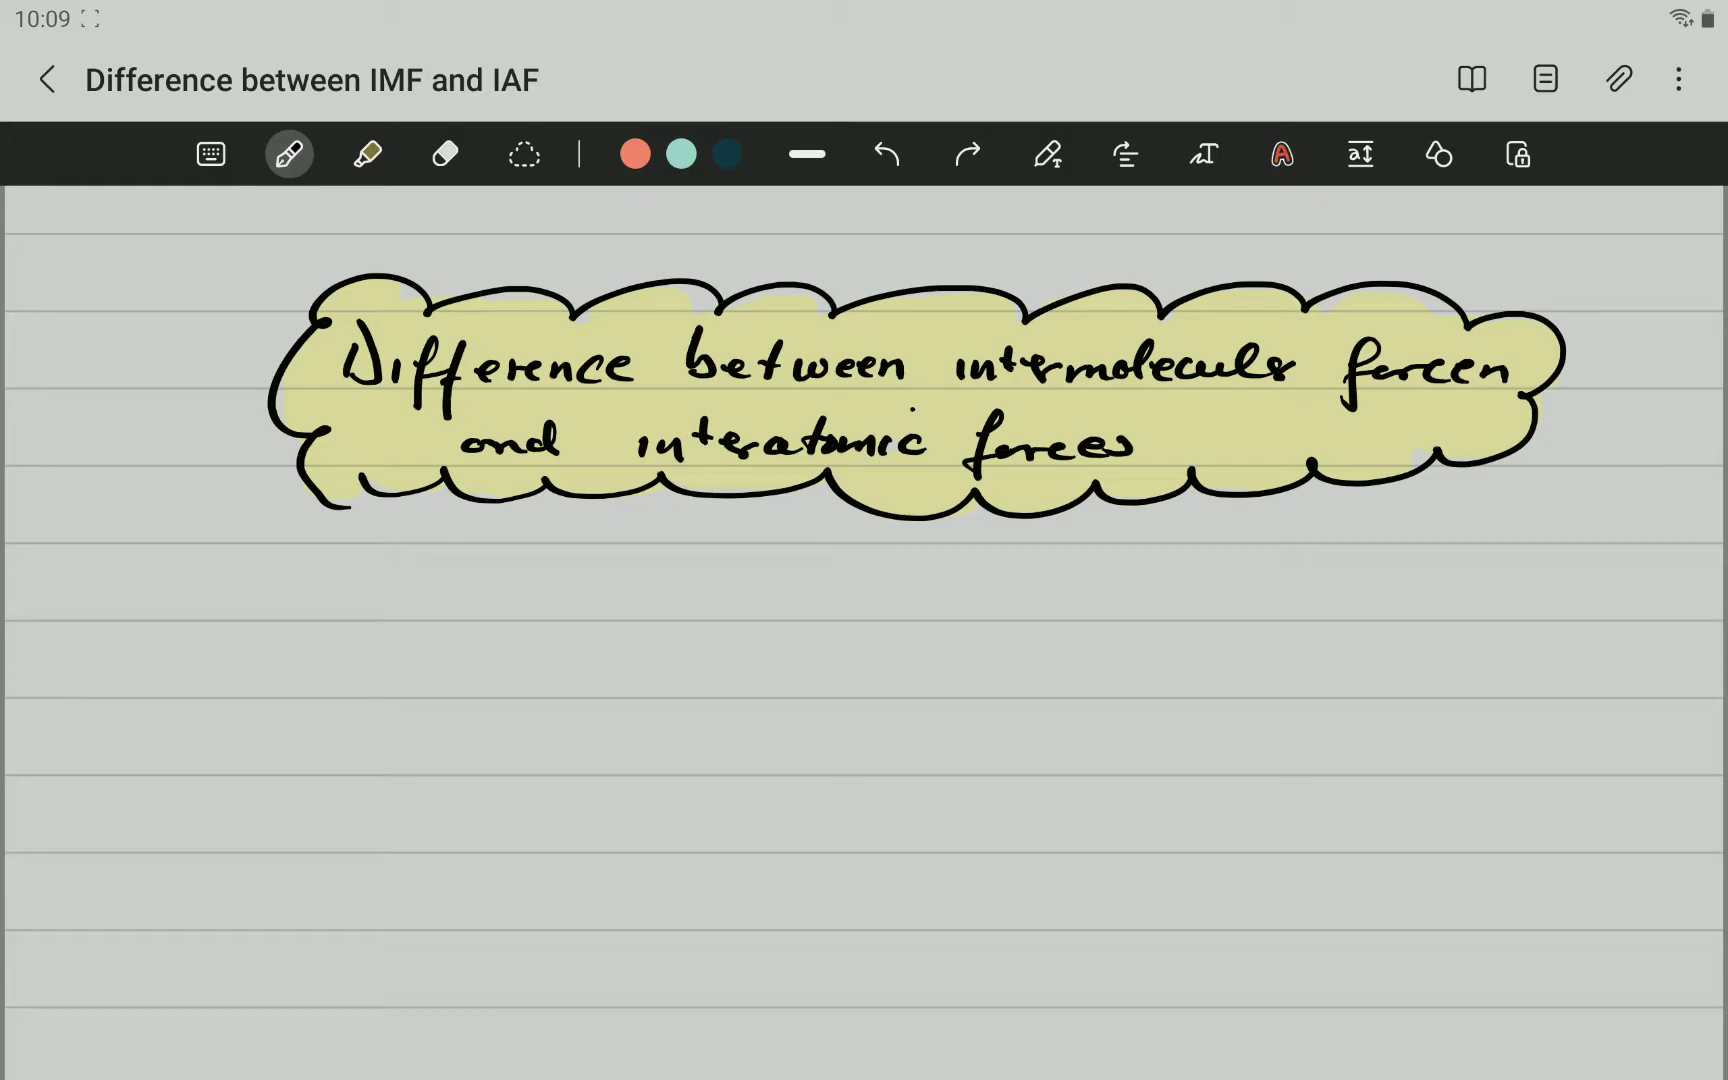 10:09
Difference between IMF and IAF
Difference between intermolecular forces
and interatomic forces